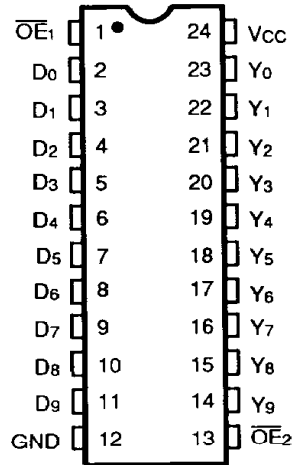 O̅E̅1 1 24 VCC
D0 2 23 Y0
D1 3 22 Y1
D2 4 21 Y2
D3 5 20 Y3
D4 6 19 Y4
D5 7 18 Y5
D6 8 17 Y6
D7 9 16 Y7
D8 10 15 Y8
D9 11 14 Y9
GND 12 13 O̅E̅2